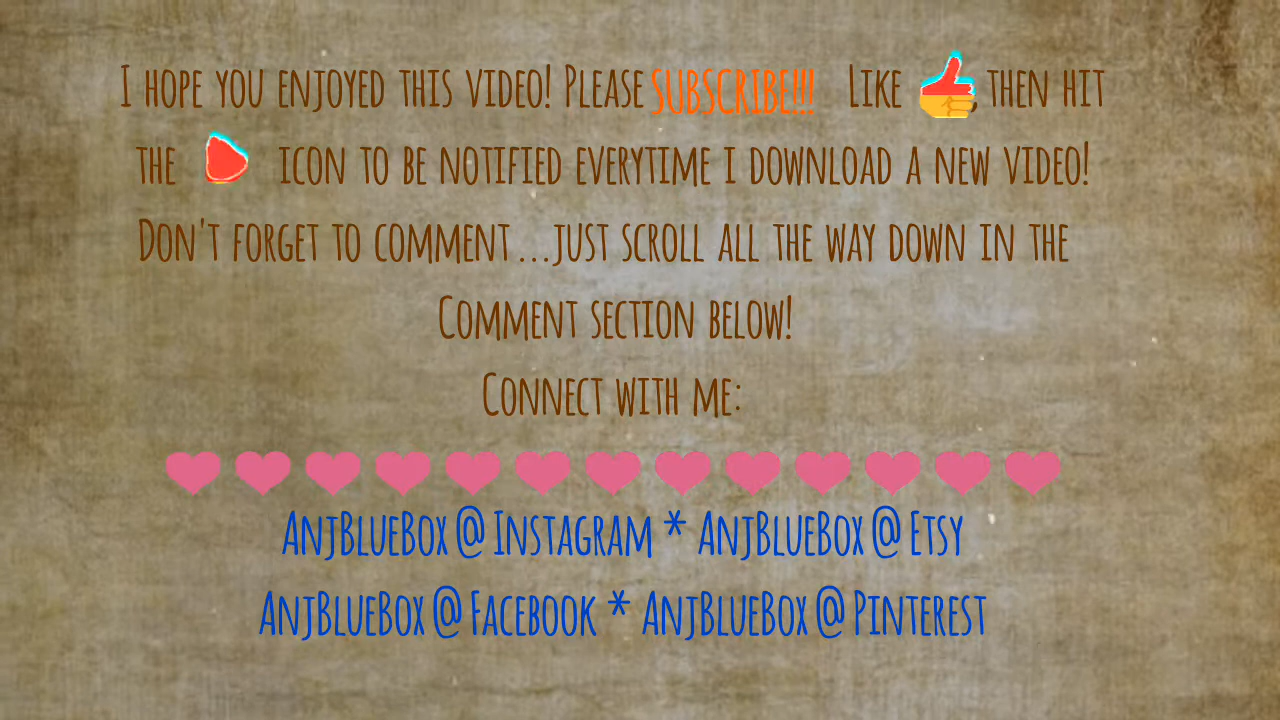 I hope you enjoyed this video! Please SUBSCRIBE!!! Like then hit
the icon to be notified everytime i download a new video!
Don't forget to comment...just scroll all the way down in the
Comment section below!
Connect with me:
AnjBlueBox @ Instagram * AnjBlueBox @ Etsy
AnjBlueBox @ Facebook * AnjBlueBox @ Pinterest